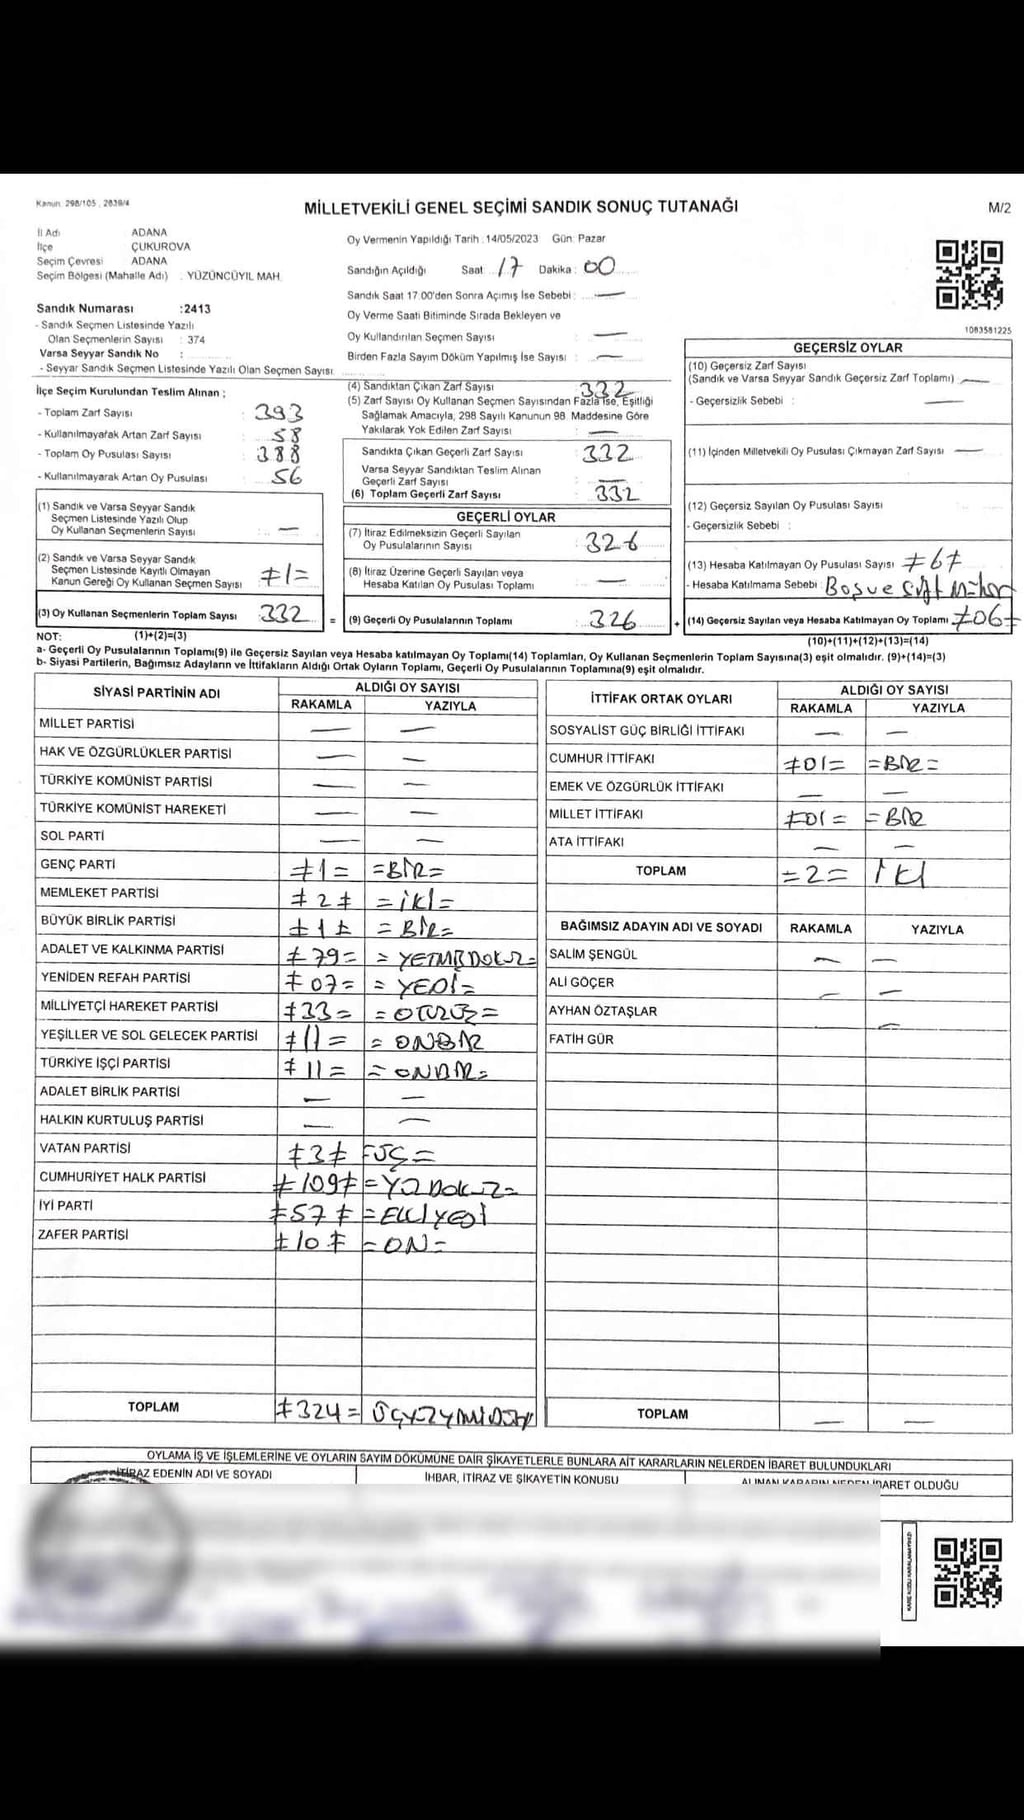 Kanun: 298/105 , 2839/4
MİLLETVEKİLİ GENEL SEÇİMİ SANDIK SONUÇ TUTANAĞI
M/2
İl Adı ADANA
İlçe ÇUKUROVA
Seçim Çevresi ADANA
Seçim Bölgesi (Mahalle Adı) : YÜZÜNCÜYIL MAH.
Sandık Numarası :2413
- Sandık Seçmen Listesinde Yazılı
Olan Seçmenlerin Sayısı : 374
Varsa Seyyar Sandık No :
- Seyyar Sandık Seçmen Listesinde Yazılı Olan Seçmen Sayısı
Oy Vermenin Yapıldığı Tarih : 14/05/2023 Gün: Pazar
Sandığın Açıldığı Saat : 17 Dakika : 00
Sandık Saat 17.00'den Sonra Açımış İse Sebebi : —
Oy Verme Saati Bitiminde Sırada Bekleyen ve
Oy Kullandırılan Seçmen Sayısı : —
Birden Fazla Sayım Döküm Yapılmış İse Sayısı : —
1083581225
İlçe Seçim Kurulundan Teslim Alınan ;
- Toplam Zarf Sayısı : 393
- Kullanılmayarak Artan Zarf Sayısı : 58
- Toplam Oy Pusulası Sayısı : 388
- Kullanılmayarak Artan Oy Pusulası : 56
(1) Sandık ve Varsa Seyyar Sandık
Seçmen Listesinde Yazılı Olup
Oy Kullanan Seçmenlerin Sayısı : —
(2) Sandık ve Varsa Seyyar Sandık
Seçmen Listesinde Kayıtlı Olmayan
Kanun Gereği Oy Kullanan Seçmen Sayısı : ≠1=
(3) Oy Kullanan Seçmenlerin Toplam Sayısı 332 =
(4) Sandıktan Çıkan Zarf Sayısı : 332
(5) Zarf Sayısı Oy Kullanan Seçmen Sayısından Fazla İse, Eşitliği
Sağlamak Amacıyla, 298 Sayılı Kanunun 98. Maddesine Göre
Yakılarak Yok Edilen Zarf Sayısı : —
Sandıkta Çıkan Geçerli Zarf Sayısı : 332
Varsa Seyyar Sandıktan Teslim Alınan
Geçerli Zarf Sayısı : —
(6) Toplam Geçerli Zarf Sayısı : 332
GEÇERLİ OYLAR
(7) İtiraz Edilmeksizin Geçerli Sayılan
Oy Pusulalarının Sayısı : 326
(8) İtiraz Üzerine Geçerli Sayılan veya
Hesaba Katılan Oy Pusulası Toplamı : —
(9) Geçerli Oy Pusulalarının Toplamı : 326 +
GEÇERSİZ OYLAR
(10) Geçersiz Zarf Sayısı
(Sandık ve Varsa Seyyar Sandık Geçersiz Zarf Toplamı) —
- Geçersizlik Sebebi : —
(11) İçinden Milletvekili Oy Pusulası Çıkmayan Zarf Sayısı —
(12) Geçersiz Sayılan Oy Pusulası Sayısı :
- Geçersizlik Sebebi :
(13) Hesaba Katılmayan Oy Pusulası Sayısı ≠6≠
- Hesaba Katılmama Sebebi : Boş ve Çift Mühür
(14) Geçersiz Sayılan veya Hesaba Katılmayan Oy Toplamı ≠06=
NOT: (1)+(2)=(3)
(10)+(11)+(12)+(13)=(14)
a- Geçerli Oy Pusulalarının Toplamı(9) ile Geçersiz Sayılan veya Hesaba katılmayan Oy Toplamı(14) Toplamları, Oy Kullanan Seçmenlerin Toplam Sayısına(3) eşit olmalıdır. (9)+(14)=(3)
b- Siyasi Partilerin, Bağımsız Adayların ve İttifakların Aldığı Ortak Oyların Toplamı, Geçerli Oy Pusulalarının Toplamına(9) eşit olmalıdır.
SİYASİ PARTİNİN ADI ALDIĞI OY SAYISI
RAKAMLA YAZIYLA
MİLLET PARTİSİ — —
HAK VE ÖZGÜRLÜKLER PARTİSİ — —
TÜRKİYE KOMÜNİST PARTİSİ — —
TÜRKİYE KOMÜNİST HAREKETİ — —
SOL PARTİ — —
GENÇ PARTİ ≠1= =BİR=
MEMLEKET PARTİSİ ≠2≠ =İKİ=
BÜYÜK BİRLİK PARTİSİ ±1± =BİR=
ADALET VE KALKINMA PARTİSİ ≠79= =YETMİŞDOKUZ=
YENİDEN REFAH PARTİSİ ≠07= =YEDİ=
MİLLİYETÇİ HAREKET PARTİSİ ≠33= =OTUZÜÇ=
YEŞİLLER VE SOL GELECEK PARTİSİ ≠11= =ONBİR
TÜRKİYE İŞÇİ PARTİSİ ≠11= =ONBİR=
ADALET BİRLİK PARTİSİ — —
HALKIN KURTULUŞ PARTİSİ — —
VATAN PARTİSİ ≠3≠ =ÜÇ=
CUMHURİYET HALK PARTİSİ ≠109≠ =YÜZDOKUZ=
İYİ PARTİ ≠57≠ =ELLİYEDİ
ZAFER PARTİSİ ≠10≠ =ON=
TOPLAM ≠324= ÜÇYÜZYİRMİDÖRT
İTTİFAK ORTAK OYLARI ALDIĞI OY SAYISI
RAKAMLA YAZIYLA
SOSYALİST GÜÇ BİRLİĞİ İTTİFAKI — —
CUMHUR İTTİFAKI ≠01= =BİR=
EMEK VE ÖZGÜRLÜK İTTİFAKI — —
MİLLET İTTİFAKI ≠01= =BİR
ATA İTTİFAKI — —
TOPLAM =2= İKİ
BAĞIMSIZ ADAYIN ADI VE SOYADI RAKAMLA YAZIYLA
SALİM ŞENGÜL — —
ALİ GÖÇER — —
AYHAN ÖZTAŞLAR —
FATİH GÜR
TOPLAM — —
OYLAMA İŞ VE İŞLEMLERİNE VE OYLARIN SAYIM DÖKÜMÜNE DAİR ŞİKAYETLERLE BUNLARA AİT KARARLARIN NELERDEN İBARET BULUNDUKLARI
İTİRAZ EDENİN ADI VE SOYADI
İHBAR, İTİRAZ VE ŞİKAYETİN KONUSU
ALINAN KARARIN NEDEN İBARET OLDUĞU